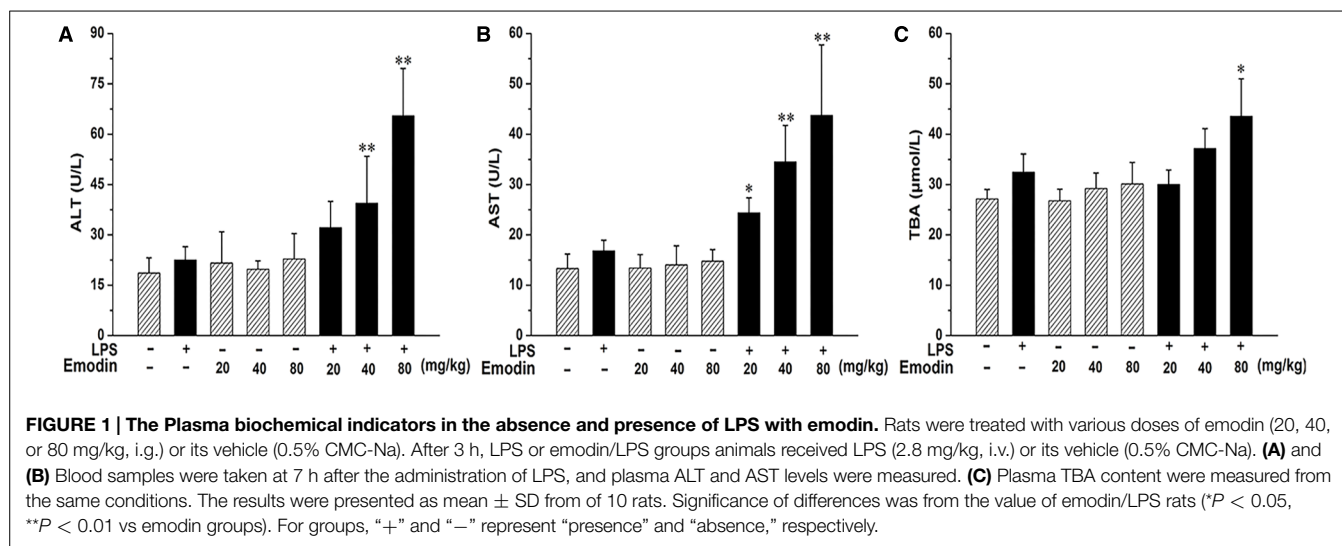 A
B
C
90
75
60
45
30
15
0
ALT (U/L)
** **
60
50
40
30
20
10
0
AST (U/L)
* ** **
60
50
40
30
20
10
0
TBA (µmol/L)
*
LPS − + − − − + + +
Emodin − − 20 40 80 20 40 80 (mg/kg)
LPS − + − − − + + +
Emodin − − 20 40 80 20 40 80 (mg/kg)
LPS − + − − − + + +
Emodin − − 20 40 80 20 40 80 (mg/kg)
FIGURE 1 | The Plasma biochemical indicators in the absence and presence of LPS with emodin. Rats were treated with various doses of emodin (20, 40,
or 80 mg/kg, i.g.) or its vehicle (0.5% CMC-Na). After 3 h, LPS or emodin/LPS groups animals received LPS (2.8 mg/kg, i.v.) or its vehicle (0.5% CMC-Na). (A) and
(B) Blood samples were taken at 7 h after the administration of LPS, and plasma ALT and AST levels were measured. (C) Plasma TBA content were measured from
the same conditions. The results were presented as mean ± SD from of 10 rats. Significance of differences was from the value of emodin/LPS rats (*P < 0.05,
**P < 0.01 vs emodin groups). For groups, “+” and “−” represent “presence” and “absence,” respectively.